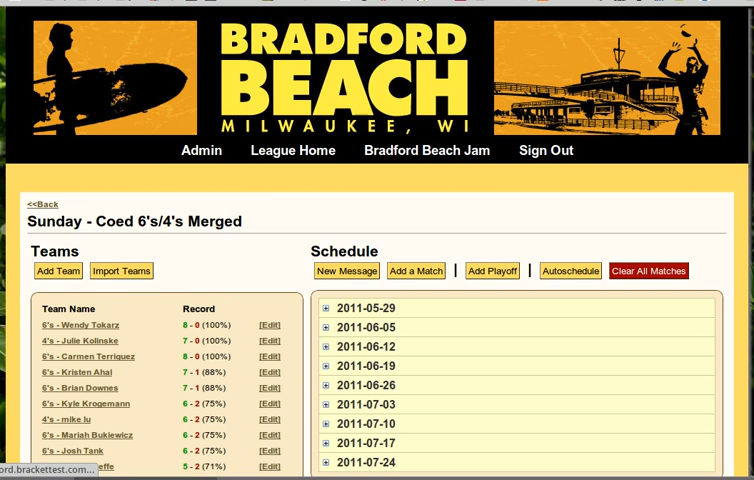 BRADFORD
BEACH
MILWAUKEE, WI
Admin League Home Bradford Beach Jam Sign Out
<<Back
Sunday - Coed 6's/4's Merged
Teams
Add Team Import Teams
Team Name Record
6's - Wendy Tokarz 8 - 0 (100%) [Edit]
4's - Julie Kolinske 7 - 0 (100%) [Edit]
6's - Carmen Terriquez 8 - 0 (100%) [Edit]
6's - Kristen Ahal 7 - 1 (88%) [Edit]
6's - Brian Downes 7 - 1 (88%) [Edit]
6's - Kyle Krogemann 6 - 2 (75%) [Edit]
4's - mike lu 6 - 2 (75%) [Edit]
6's - Mariah Bukiewicz 6 - 2 (75%) [Edit]
6's - Josh Tank 6 - 2 (75%) [Edit]
effe 5 - 2 (71%) [Edit]
ord.brackettest.com...
Schedule
New Message Add a Match | Add Playoff | Autoschedule Clear All Matches
2011-05-29
2011-06-05
2011-06-12
2011-06-19
2011-06-26
2011-07-03
2011-07-10
2011-07-17
2011-07-24